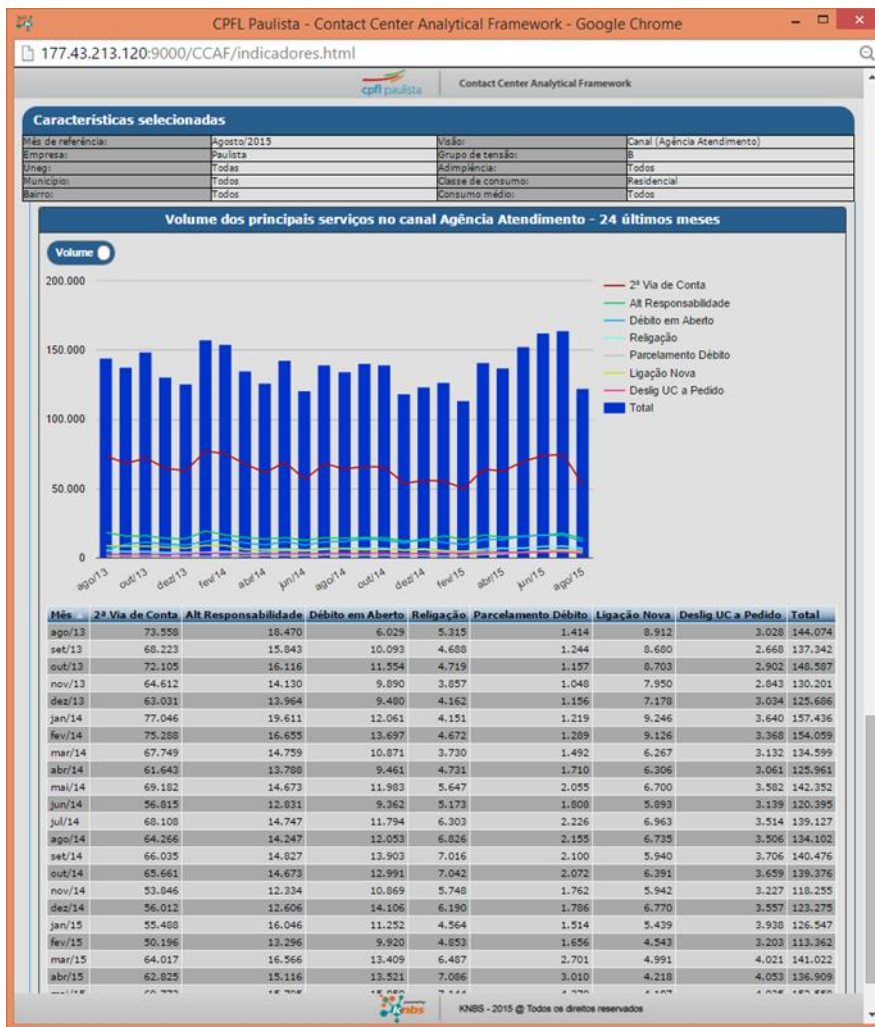 CPFL Paulista - Contact Center Analytical Framework - Google Chrome
177.43.213.120:9000/CCAF/indicadores.html
cpfl paulista Contact Center Analytical Framework
Características selecionadas
Mês de referência: Agosto/2015 Visão: Canal (Agência Atendimento)
Empresa: Paulista Grupo de tensão: B
Uneg: Todas Adimplência: Todos
Município: Todos Classe de consumo: Residencial
Bairro: Todos Consumo médio: Todos
Volume dos principais serviços no canal Agência Atendimento - 24 últimos meses
Volume
200.000
150.000
100.000
50.000
0
2ª Via de Conta
Alt Responsabilidade
Débito em Aberto
Religação
Parcelamento Débito
Ligação Nova
Deslig UC a Pedido
Total
ago/13 out/13 dez/13 fev/14 abr/14 jun/14 ago/14 out/14 dez/14 fev/15 abr/15 jun/15 ago/15
Mês 2ª Via de Conta Alt Responsabilidade Débito em Aberto Religação Parcelamento Débito Ligação Nova Deslig UC a Pedido Total
ago/13 73.558 18.470 6.029 5.315 1.414 8.912 3.028 144.074
set/13 68.223 15.843 10.093 4.688 1.244 8.680 2.668 137.342
out/13 72.105 16.116 11.554 4.719 1.157 8.703 2.902 148.587
nov/13 64.612 14.130 9.890 3.857 1.048 7.950 2.843 130.201
dez/13 63.031 13.964 9.480 4.162 1.156 7.178 3.034 125.686
jan/14 77.046 19.611 12.061 4.151 1.219 9.246 3.640 157.436
fev/14 75.288 16.655 13.697 4.672 1.289 9.126 3.368 154.059
mar/14 67.749 14.759 10.871 3.730 1.492 6.267 3.132 134.599
abr/14 61.643 13.788 9.461 4.731 1.710 6.306 3.061 125.961
mai/14 69.182 14.673 11.983 5.647 2.055 6.700 3.582 142.352
jun/14 56.815 12.831 9.362 5.173 1.808 5.893 3.139 120.395
jul/14 68.108 14.747 11.794 6.303 2.226 6.963 3.514 139.127
ago/14 64.266 14.247 12.053 6.826 2.155 6.735 3.506 134.102
set/14 66.035 14.827 13.903 7.016 2.100 5.940 3.706 140.476
out/14 65.661 14.673 12.991 7.042 2.072 6.391 3.659 139.376
nov/14 53.846 12.334 10.869 5.748 1.762 5.942 3.227 118.255
dez/14 56.012 12.606 14.106 6.190 1.786 6.770 3.557 123.275
jan/15 55.488 16.046 11.252 4.564 1.514 5.439 3.938 126.547
fev/15 50.196 13.296 9.920 4.853 1.656 4.543 3.203 113.362
mar/15 64.017 16.566 13.409 6.487 2.701 4.991 4.021 141.022
abr/15 62.825 15.116 13.521 7.086 3.010 4.218 4.053 136.909
knbs KNBS - 2015 @ Todos os direitos reservados